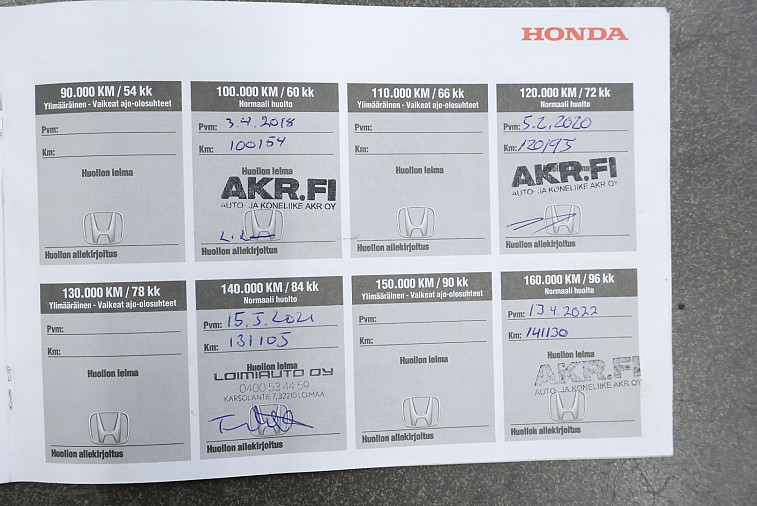 HONDA
90.000 KM / 54 kk
Ylimääräinen - Vaikeat ajo-olosuhteet
Pvm:
Km:
Huollon leima
Huollon allekirjoitus
100.000 KM / 60 kk
Normaali huolto
Pvm: 3.4.2018
Km: 100154
Huollon leima
AKR.FI
AUTO- JA KONELIIKE AKR OY
Huollon allekirjoitus
110.000 KM / 66 kk
Ylimääräinen - Vaikeat ajo-olosuhteet
Pvm:
Km:
Huollon leima
Huollon allekirjoitus
120.000 KM / 72 kk
Normaali huolto
Pvm: 5.2.2020
Km: 120195
AKR.FI
AUTO- JA KONELIIKE AKR OY
Huollon allekirjoitus
130.000 KM / 78 kk
Ylimääräinen - Vaikeat ajo-olosuhteet
Pvm:
Km:
Huollon leima
Huollon allekirjoitus
140.000 KM / 84 kk
Normaali huolto
Pvm: 15.5.2021
Km: 131105
Huollon leima
LOIMIAUTO OY
0400 53 44 59
KARSOLANTIE 7, 32210 LOIMAA
Huollon allekirjoitus
150.000 KM / 90 kk
Ylimääräinen - Vaikeat ajo-olosuhteet
Pvm:
Km:
Huollon leima
Huollon allekirjoitus
160.000 KM / 96 kk
Normaali huolto
Pvm: 13.4.2022
Km: 141130
Huollon leima
AKR.FI
AUTO- JA KONELIIKE AKR OY
Huollon allekirjoitus